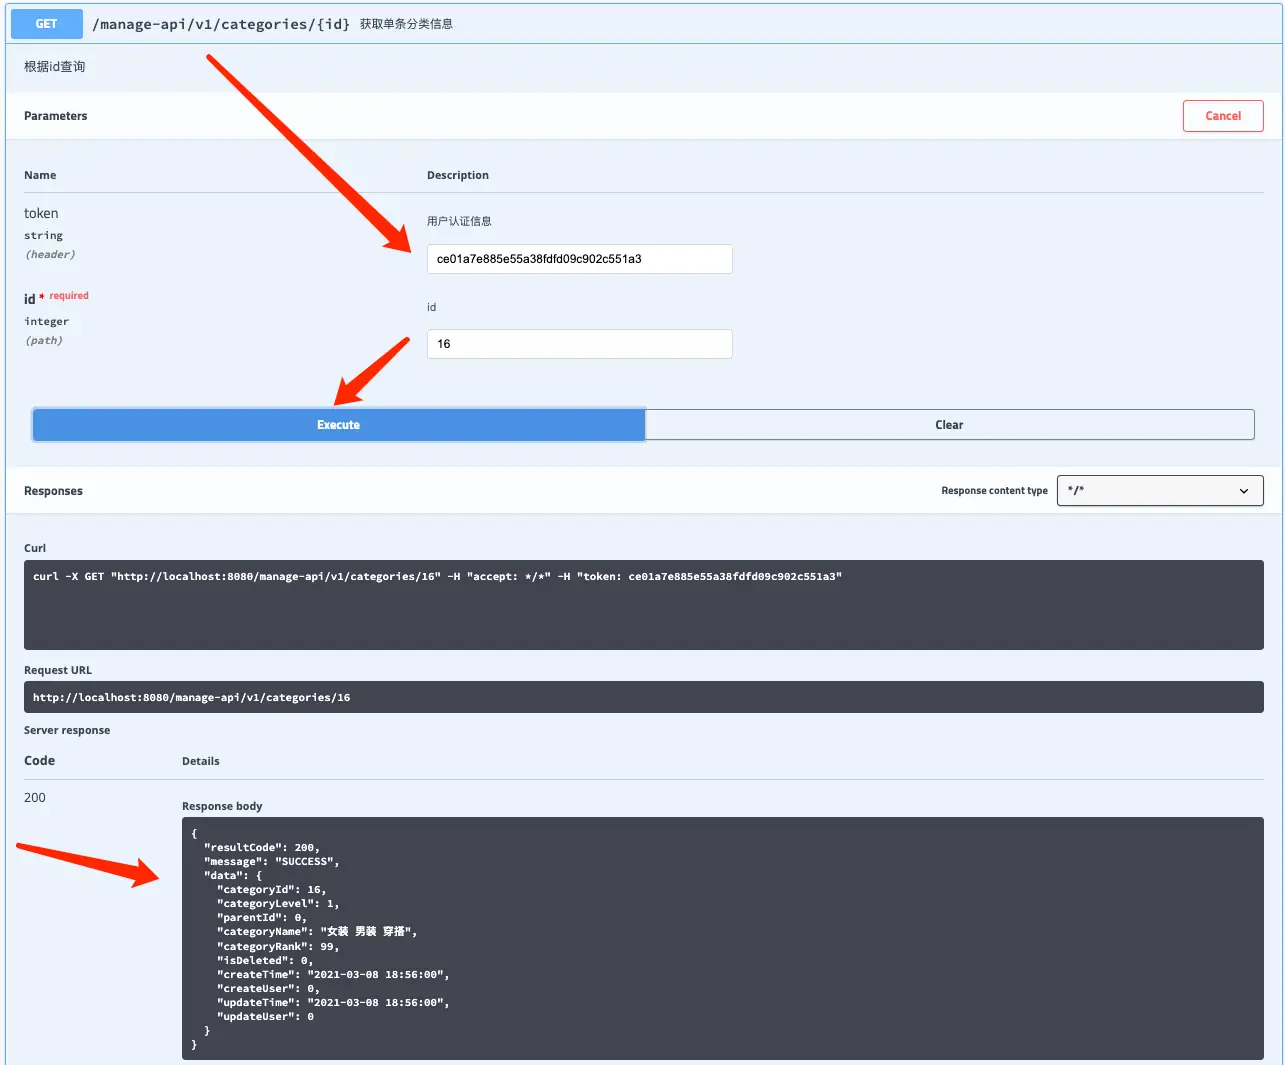 GET /manage-api/v1/categories/{id} 获取单条分类信息
根据id查询
Parameters Cancel
Name Description
token
string
(header)
用户认证信息
ce01a7e885e55a38fdfd09c902c551a3
id * required
integer
(path)
id
16
Execute Clear
Responses Response content type */*
Curl
curl -X GET "http://localhost:8080/manage-api/v1/categories/16" -H "accept: */*" -H "token: ce01a7e885e55a38fdfd09c902c551a3"
Request URL
http://localhost:8080/manage-api/v1/categories/16
Server response
Code Details
200
Response body
{
  "resultCode": 200,
  "message": "SUCCESS",
  "data": {
    "categoryId": 16,
    "categoryLevel": 1,
    "parentId": 0,
    "categoryName": "女装 男装 穿搭",
    "categoryRank": 99,
    "isDeleted": 0,
    "createTime": "2021-03-08 18:56:00",
    "createUser": 0,
    "updateTime": "2021-03-08 18:56:00",
    "updateUser": 0
  }
}